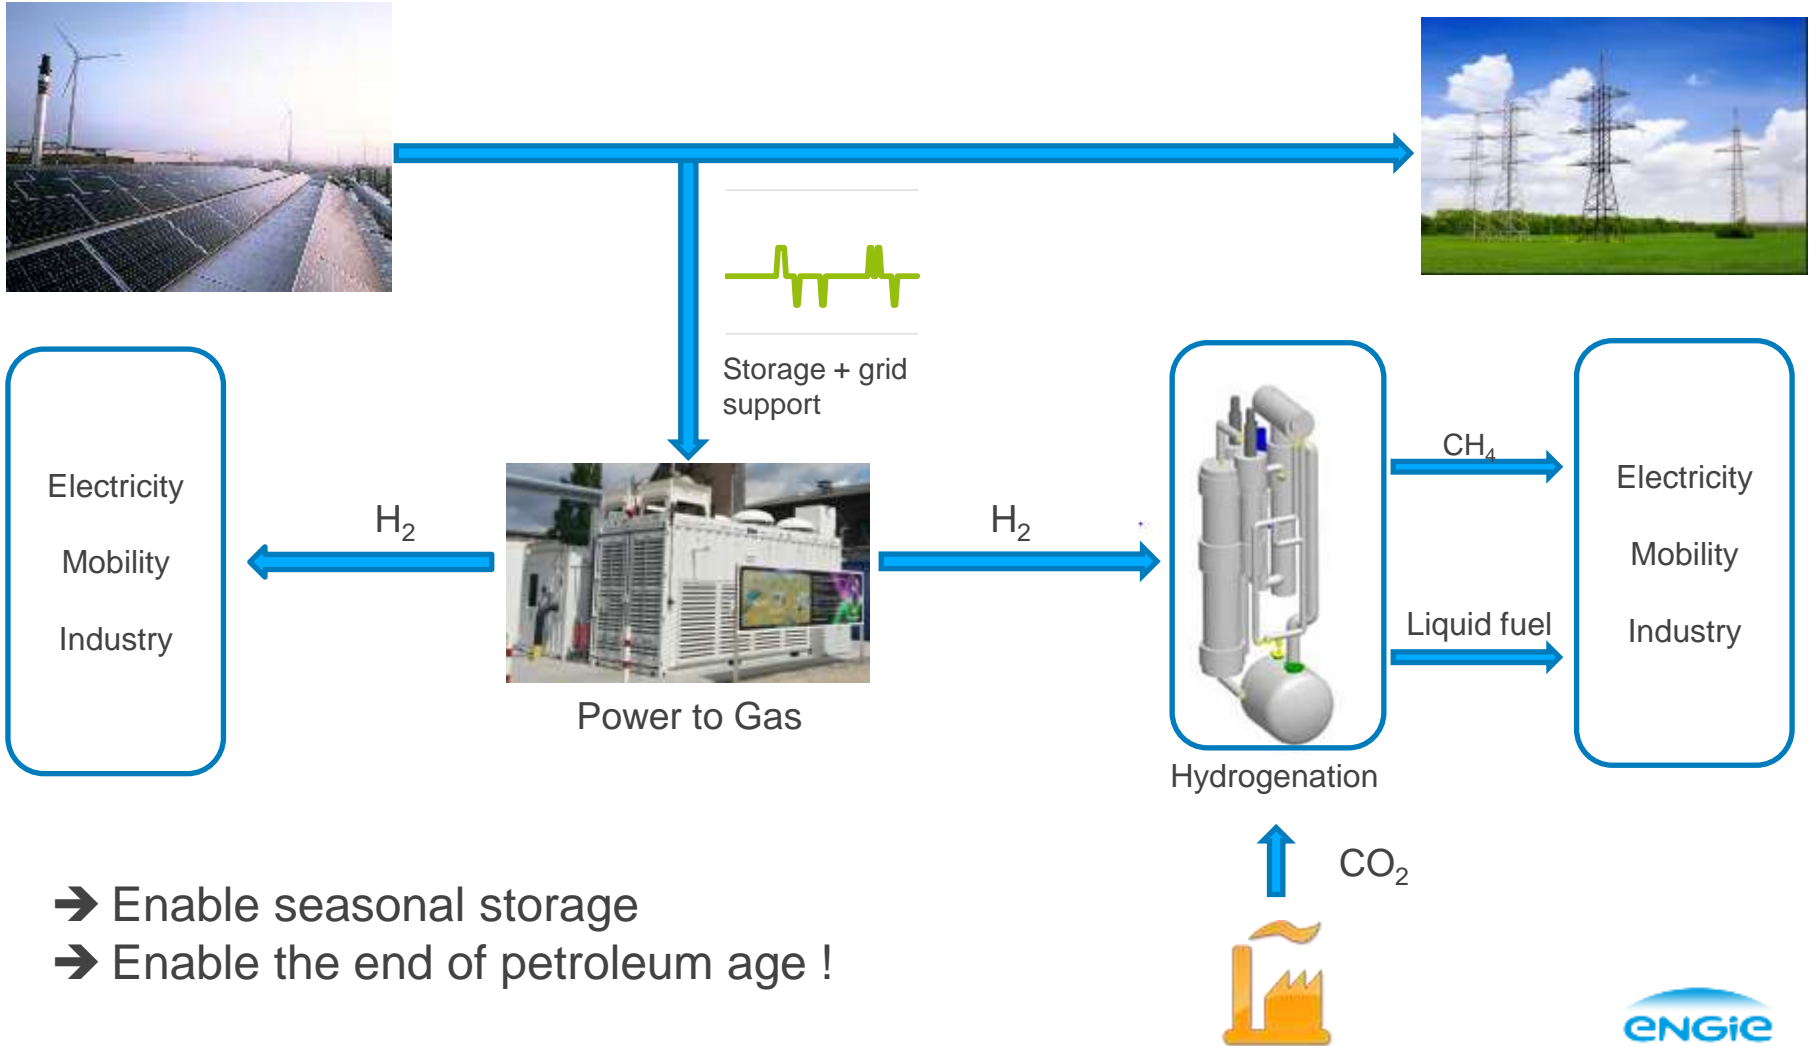 Storage + grid
support
Electricity
Mobility
Industry
H₂
H₂
Power to Gas
CH₄
Liquid fuel
Hydrogenation
Electricity
Mobility
Industry
CO₂
➔ Enable seasonal storage
➔ Enable the end of petroleum age !
ENGIE